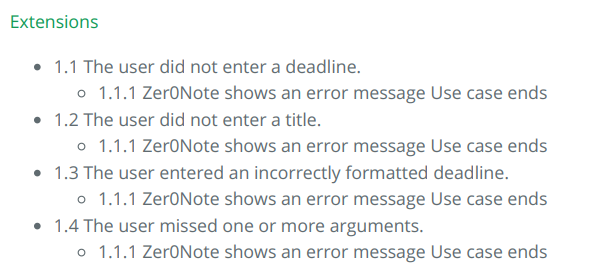 Extensions
1.1 The user did not enter a deadline.
1.1.1 Zer0Note shows an error message Use case ends
1.2 The user did not enter a title.
1.1.1 Zer0Note shows an error message Use case ends
1.3 The user entered an incorrectly formatted deadline.
1.1.1 Zer0Note shows an error message Use case ends
1.4 The user missed one or more arguments.
1.1.1 Zer0Note shows an error message Use case ends